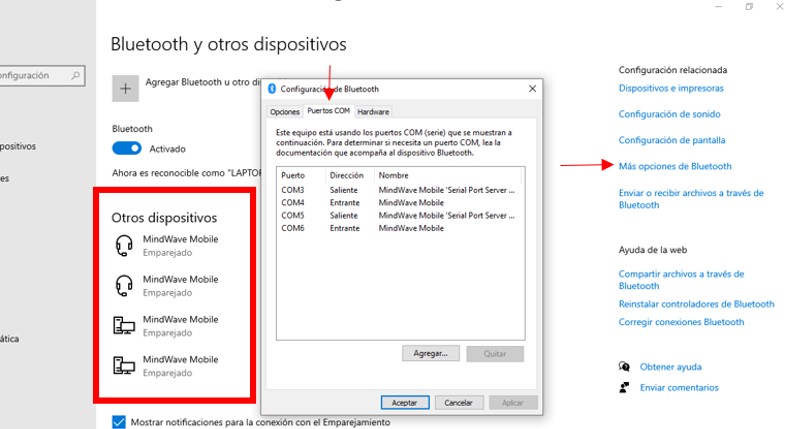 Bluetooth y otros dispositivos
nfiguración
Agregar Bluetooth u otro di
Bluetooth
Activado
Ahora es reconocible como "LAPTOP
positivos
es
ática
Otros dispositivos
MindWave Mobile
Emparejado
MindWave Mobile
Emparejado
MindWave Mobile
Emparejado
MindWave Mobile
Emparejado
Mostrar notificaciones para la conexión con el Emparejamiento
Configuración de Bluetooth
Opciones Puertos COM Hardware
Este equipo está usando los puertos COM (serie) que se muestran a
continuación. Para determinar si necesita un puerto COM, lea la
documentación que acompaña al dispositivo Bluetooth.
Puerto Dirección Nombre
COM3 Saliente MindWave Mobile 'Serial Port Server ...
COM4 Entrante MindWave Mobile
COM5 Saliente MindWave Mobile 'Serial Port Server ...
COM6 Entrante MindWave Mobile
Agregar... Quitar
Aceptar Cancelar Aplicar
Configuración relacionada
Dispositivos e impresoras
Configuración de sonido
Configuración de pantalla
Más opciones de Bluetooth
Enviar o recibir archivos a través de
Bluetooth
Ayuda de la web
Compartir archivos a través de
Bluetooth
Reinstalar controladores de Bluetooth
Corregir conexiones Bluetooth
Obtener ayuda
Enviar comentarios